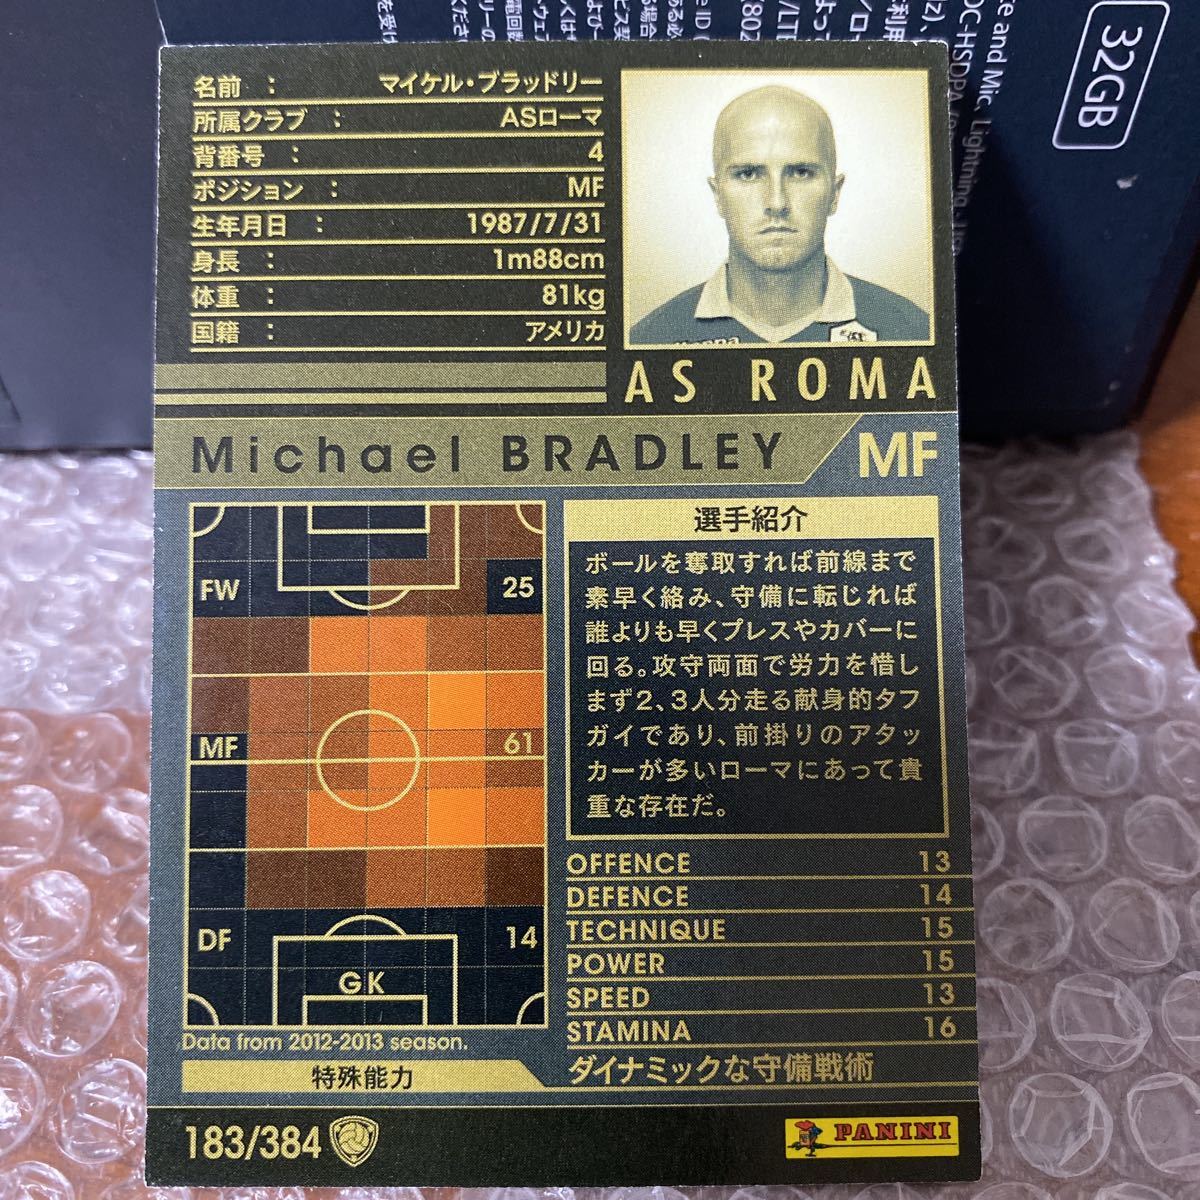 名前 : マイケル・ブラッドリー
所属クラブ : ASローマ
背番号 : 4
ポジション : MF
生年月日 : 1987/7/31
身長 : 1m88cm
体重 : 81kg
国籍 : アメリカ
AS ROMA
Michael BRADLEY MF
FW 25
MF 61
DF 14
GK
Data from 2012-2013 season.
選手紹介
ボールを奪取すれば前線まで
素早く絡み、守備に転じれば
誰よりも早くプレスやカバーに
回る。攻守両面で労力を惜し
まず2、3人分走る献身的タフ
ガイであり、前掛りのアタッ
カーが多いローマにあって貴
重な存在だ。
OFFENCE 13
DEFENCE 14
TECHNIQUE 15
POWER 15
SPEED 13
STAMINA 16
特殊能力
ダイナミックな守備戦術
183/384
PANINI
32GB